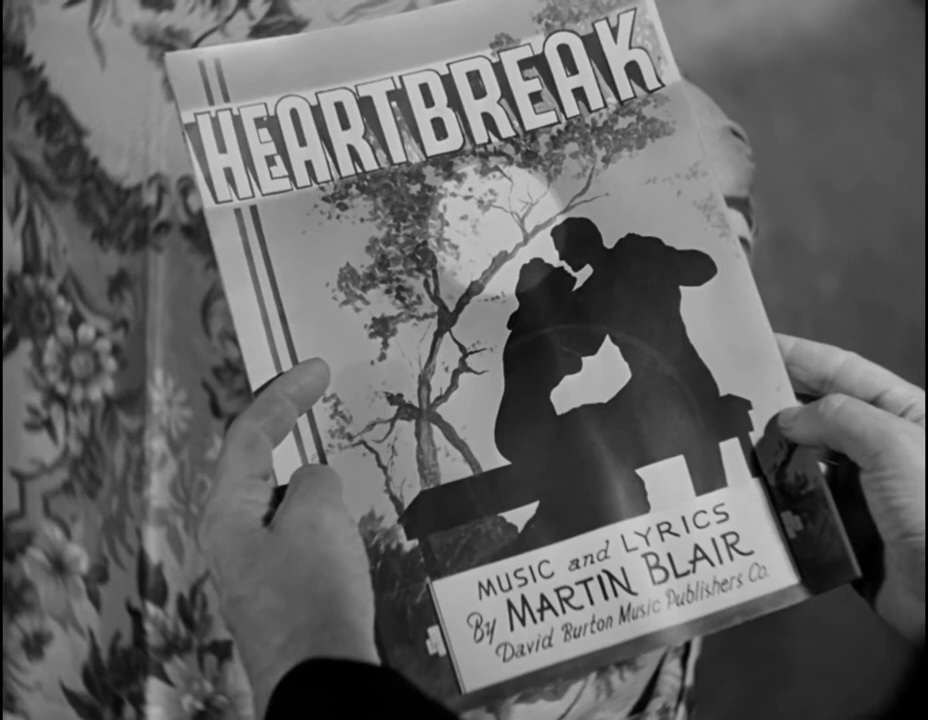 HEARTBREAK
MUSIC and LYRICS
By MARTIN BLAIR
David Burton Music Publishers Co.